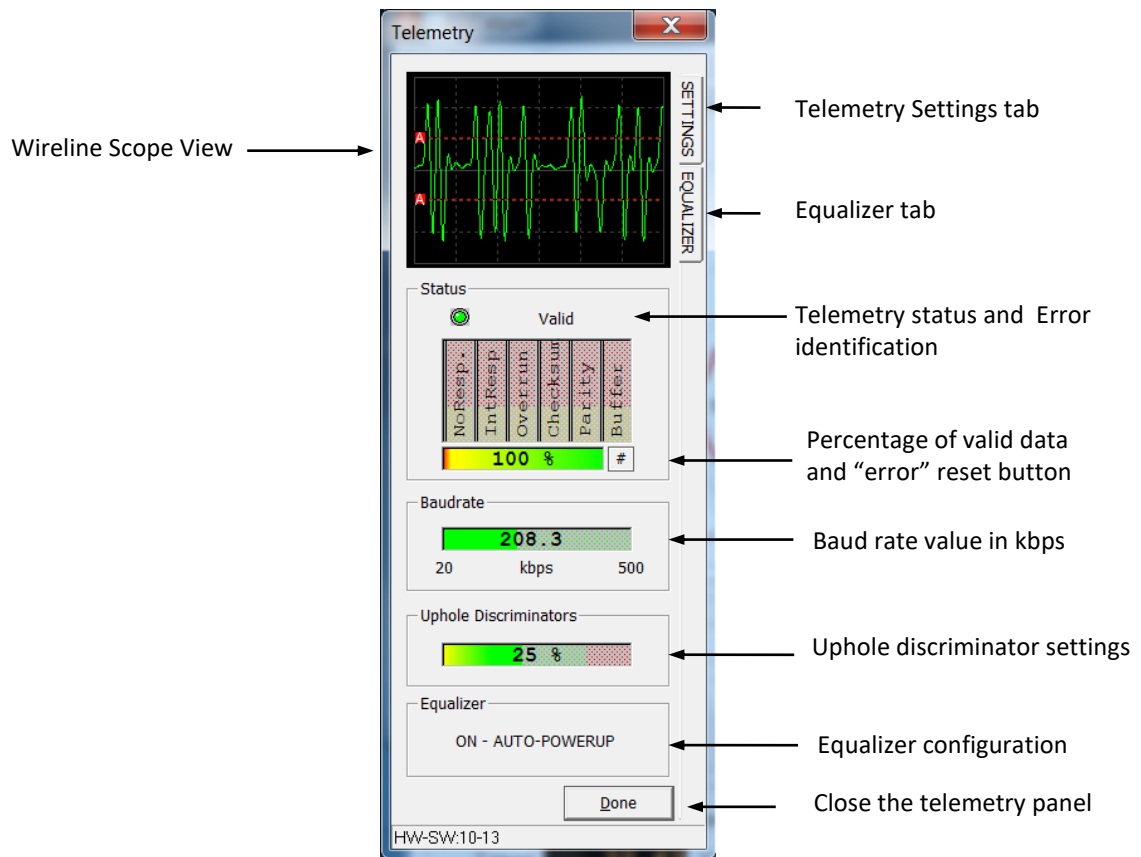 Telemetry
X
Wireline Scope View
A
A
SETTINGS
EQUALIZER
Telemetry Settings tab
Equalizer tab
Status
Valid
Telemetry status and Error
identification
NoResp.
IntResp
Overrun
Checksum
Parity
Buffer
100 %
#
Percentage of valid data
and “error” reset button
Baudrate
208.3
20 kbps 500
Baud rate value in kbps
Uphole Discriminators
25 %
Uphole discriminator settings
Equalizer
ON - AUTO-POWERUP
Equalizer configuration
Done
Close the telemetry panel
HW-SW:10-13